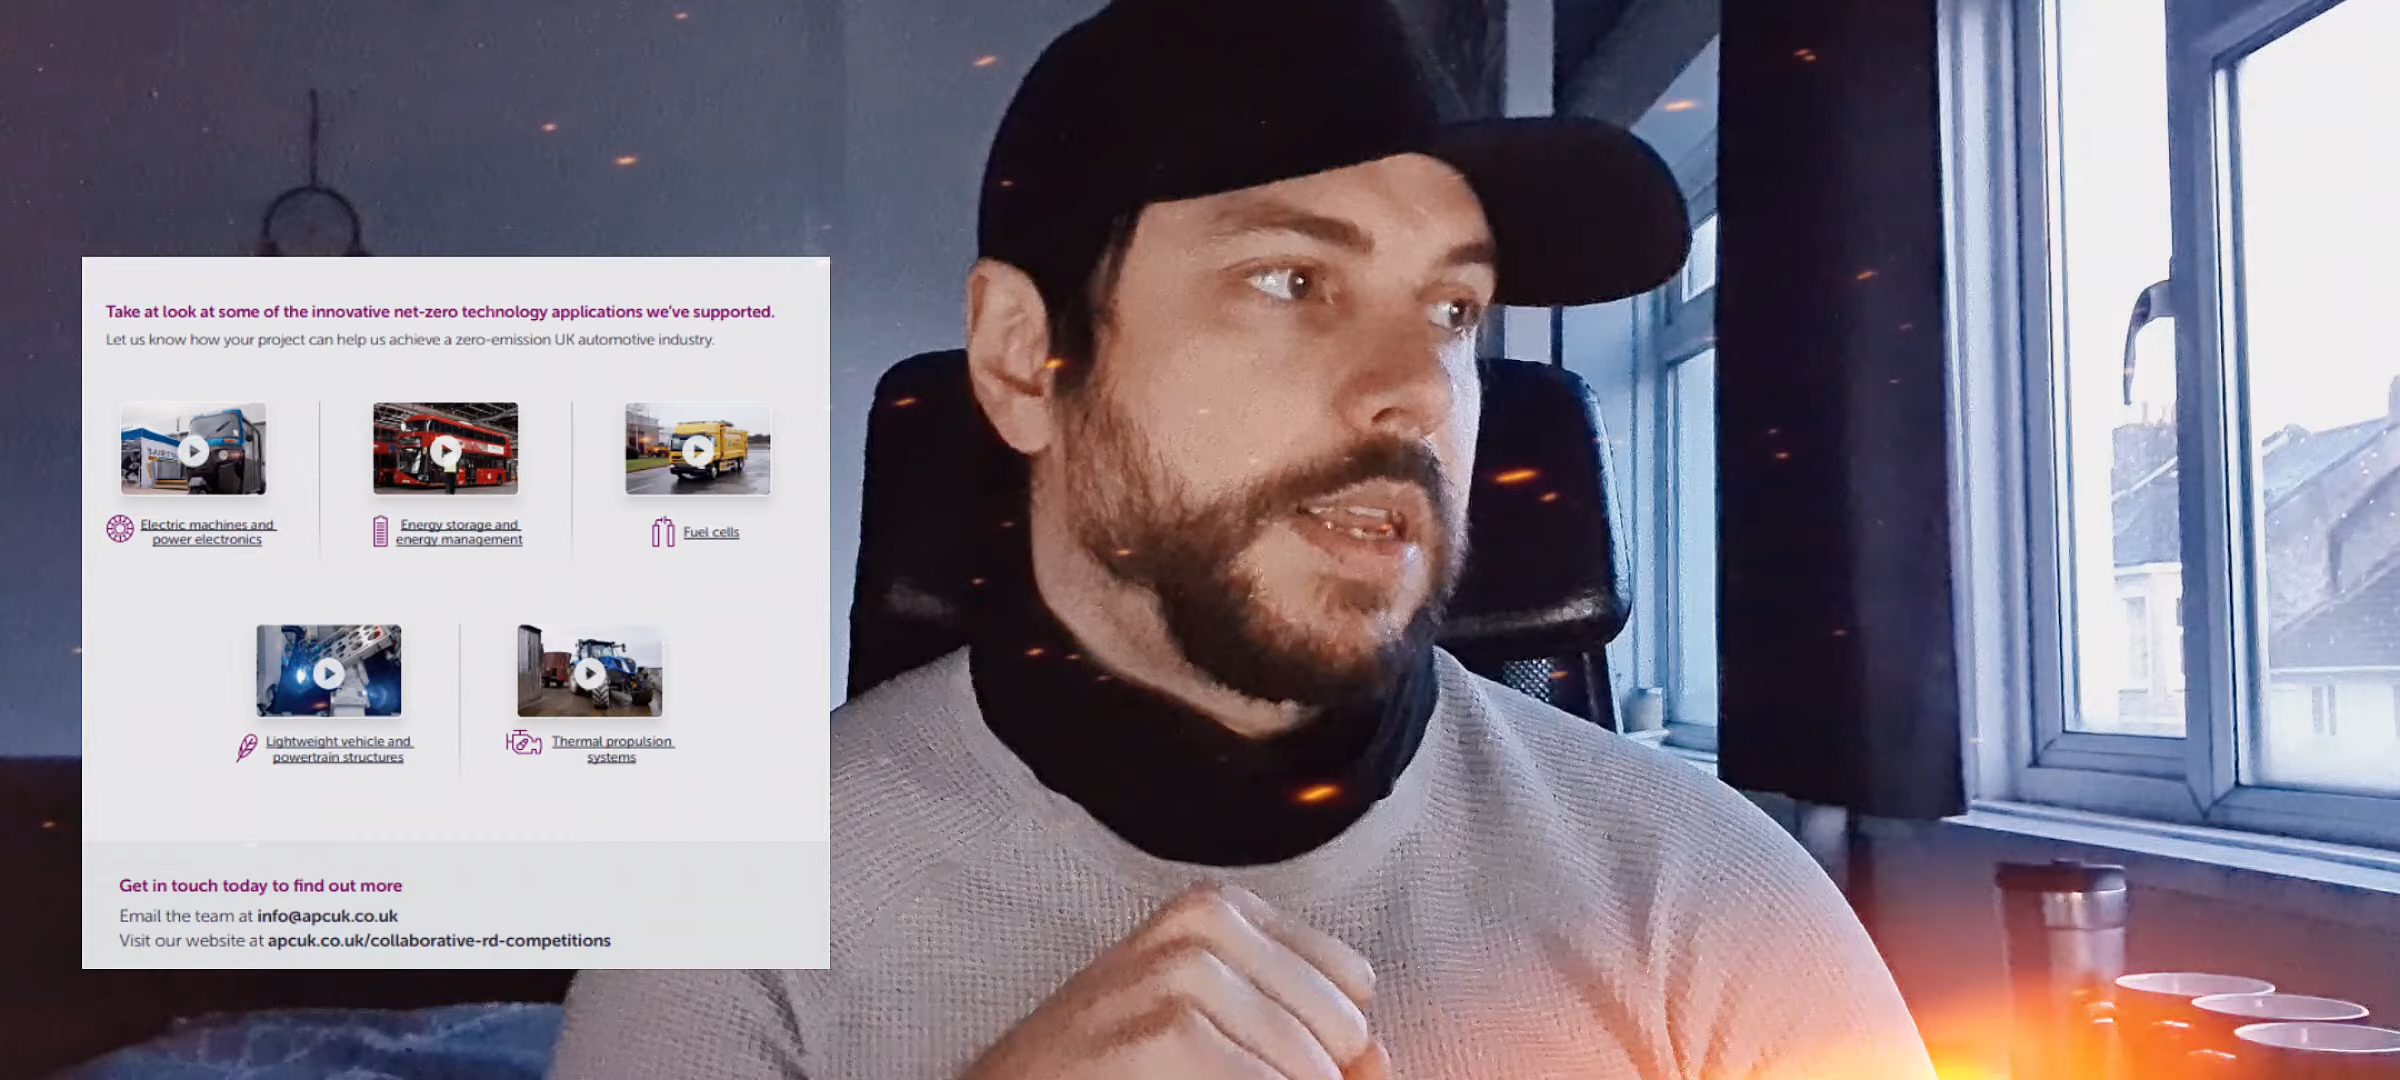 Take at look at some of the innovative net-zero technology applications we've supported.
Let us know how your project can help us achieve a zero-emission UK automotive industry.
Electric machines and
power electronics
Energy storage and
energy management
Fuel cells
Lightweight vehicle and
powertrain structures
Thermal propulsion
systems
Get in touch today to find out more
Email the team at info@apcuk.co.uk
Visit our website at apcuk.co.uk/collaborative-rd-competitions